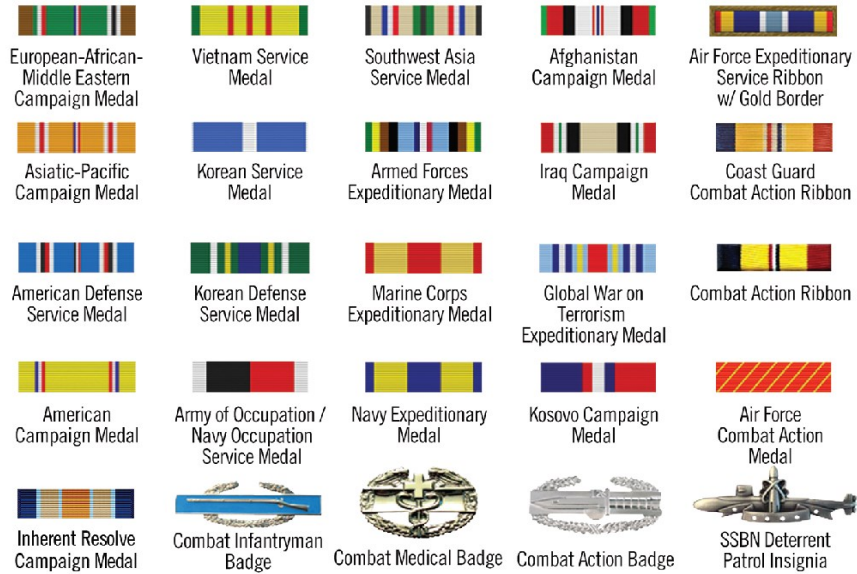 European-African-
Middle Eastern
Campaign Medal
Vietnam Service
Medal
Southwest Asia
Service Medal
Afghanistan
Campaign Medal
Air Force Expeditionary
Service Ribbon
w/ Gold Border
Asiatic-Pacific
Campaign Medal
Korean Service
Medal
Armed Forces
Expeditionary Medal
Iraq Campaign
Medal
Coast Guard
Combat Action Ribbon
American Defense
Service Medal
Korean Defense
Service Medal
Marine Corps
Expeditionary Medal
Global War on
Terrorism
Expeditionary Medal
Combat Action Ribbon
American
Campaign Medal
Army of Occupation /
Navy Occupation
Service Medal
Navy Expeditionary
Medal
Kosovo Campaign
Medal
Air Force
Combat Action
Medal
Inherent Resolve
Campaign Medal
Combat Infantryman
Badge
Combat Medical Badge
Combat Action Badge
SSBN Deterrent
Patrol Insignia